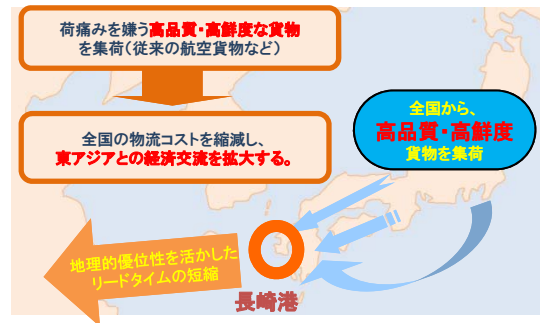 荷痛みを嫌う高品質・高鮮度な貨物
を集荷（従来の航空貨物など）
全国の物流コストを縮減し、
東アジアとの経済交流を拡大する。
全国から、
高品質・高鮮度
貨物を集荷
地理的優位性を活かした
リードタイムの短縮
長崎港